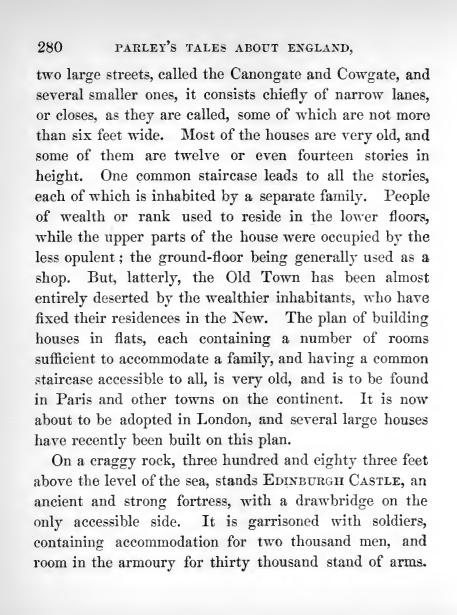 280 PARLEY'S TALES ABOUT ENGLAND,
two large streets, called the Canongate and Cowgate, and
several smaller ones, it consists chiefly of narrow lanes,
or closes, as they are called, some of which are not more
than six feet wide. Most of the houses are very old, and
some of them are twelve or even fourteen stories in
height. One common staircase leads to all the stories,
each of which is inhabited by a separate family. People
of wealth or rank used to reside in the lower floors,
while the upper parts of the house were occupied by the
less opulent; the ground-floor being generally used as a
shop. But, latterly, the Old Town has been almost
entirely deserted by the wealthier inhabitants, who have
fixed their residences in the New. The plan of building
houses in flats, each containing a number of rooms
sufficient to accommodate a family, and having a common
staircase accessible to all, is very old, and is to be found
in Paris and other towns on the continent. It is now
about to be adopted in London, and several large houses
have recently been built on this plan.
On a craggy rock, three hundred and eighty three feet
above the level of the sea, stands EDINBURGH CASTLE, an
ancient and strong fortress, with a drawbridge on the
only accessible side. It is garrisoned with soldiers,
containing accommodation for two thousand men, and
room in the armoury for thirty thousand stand of arms.